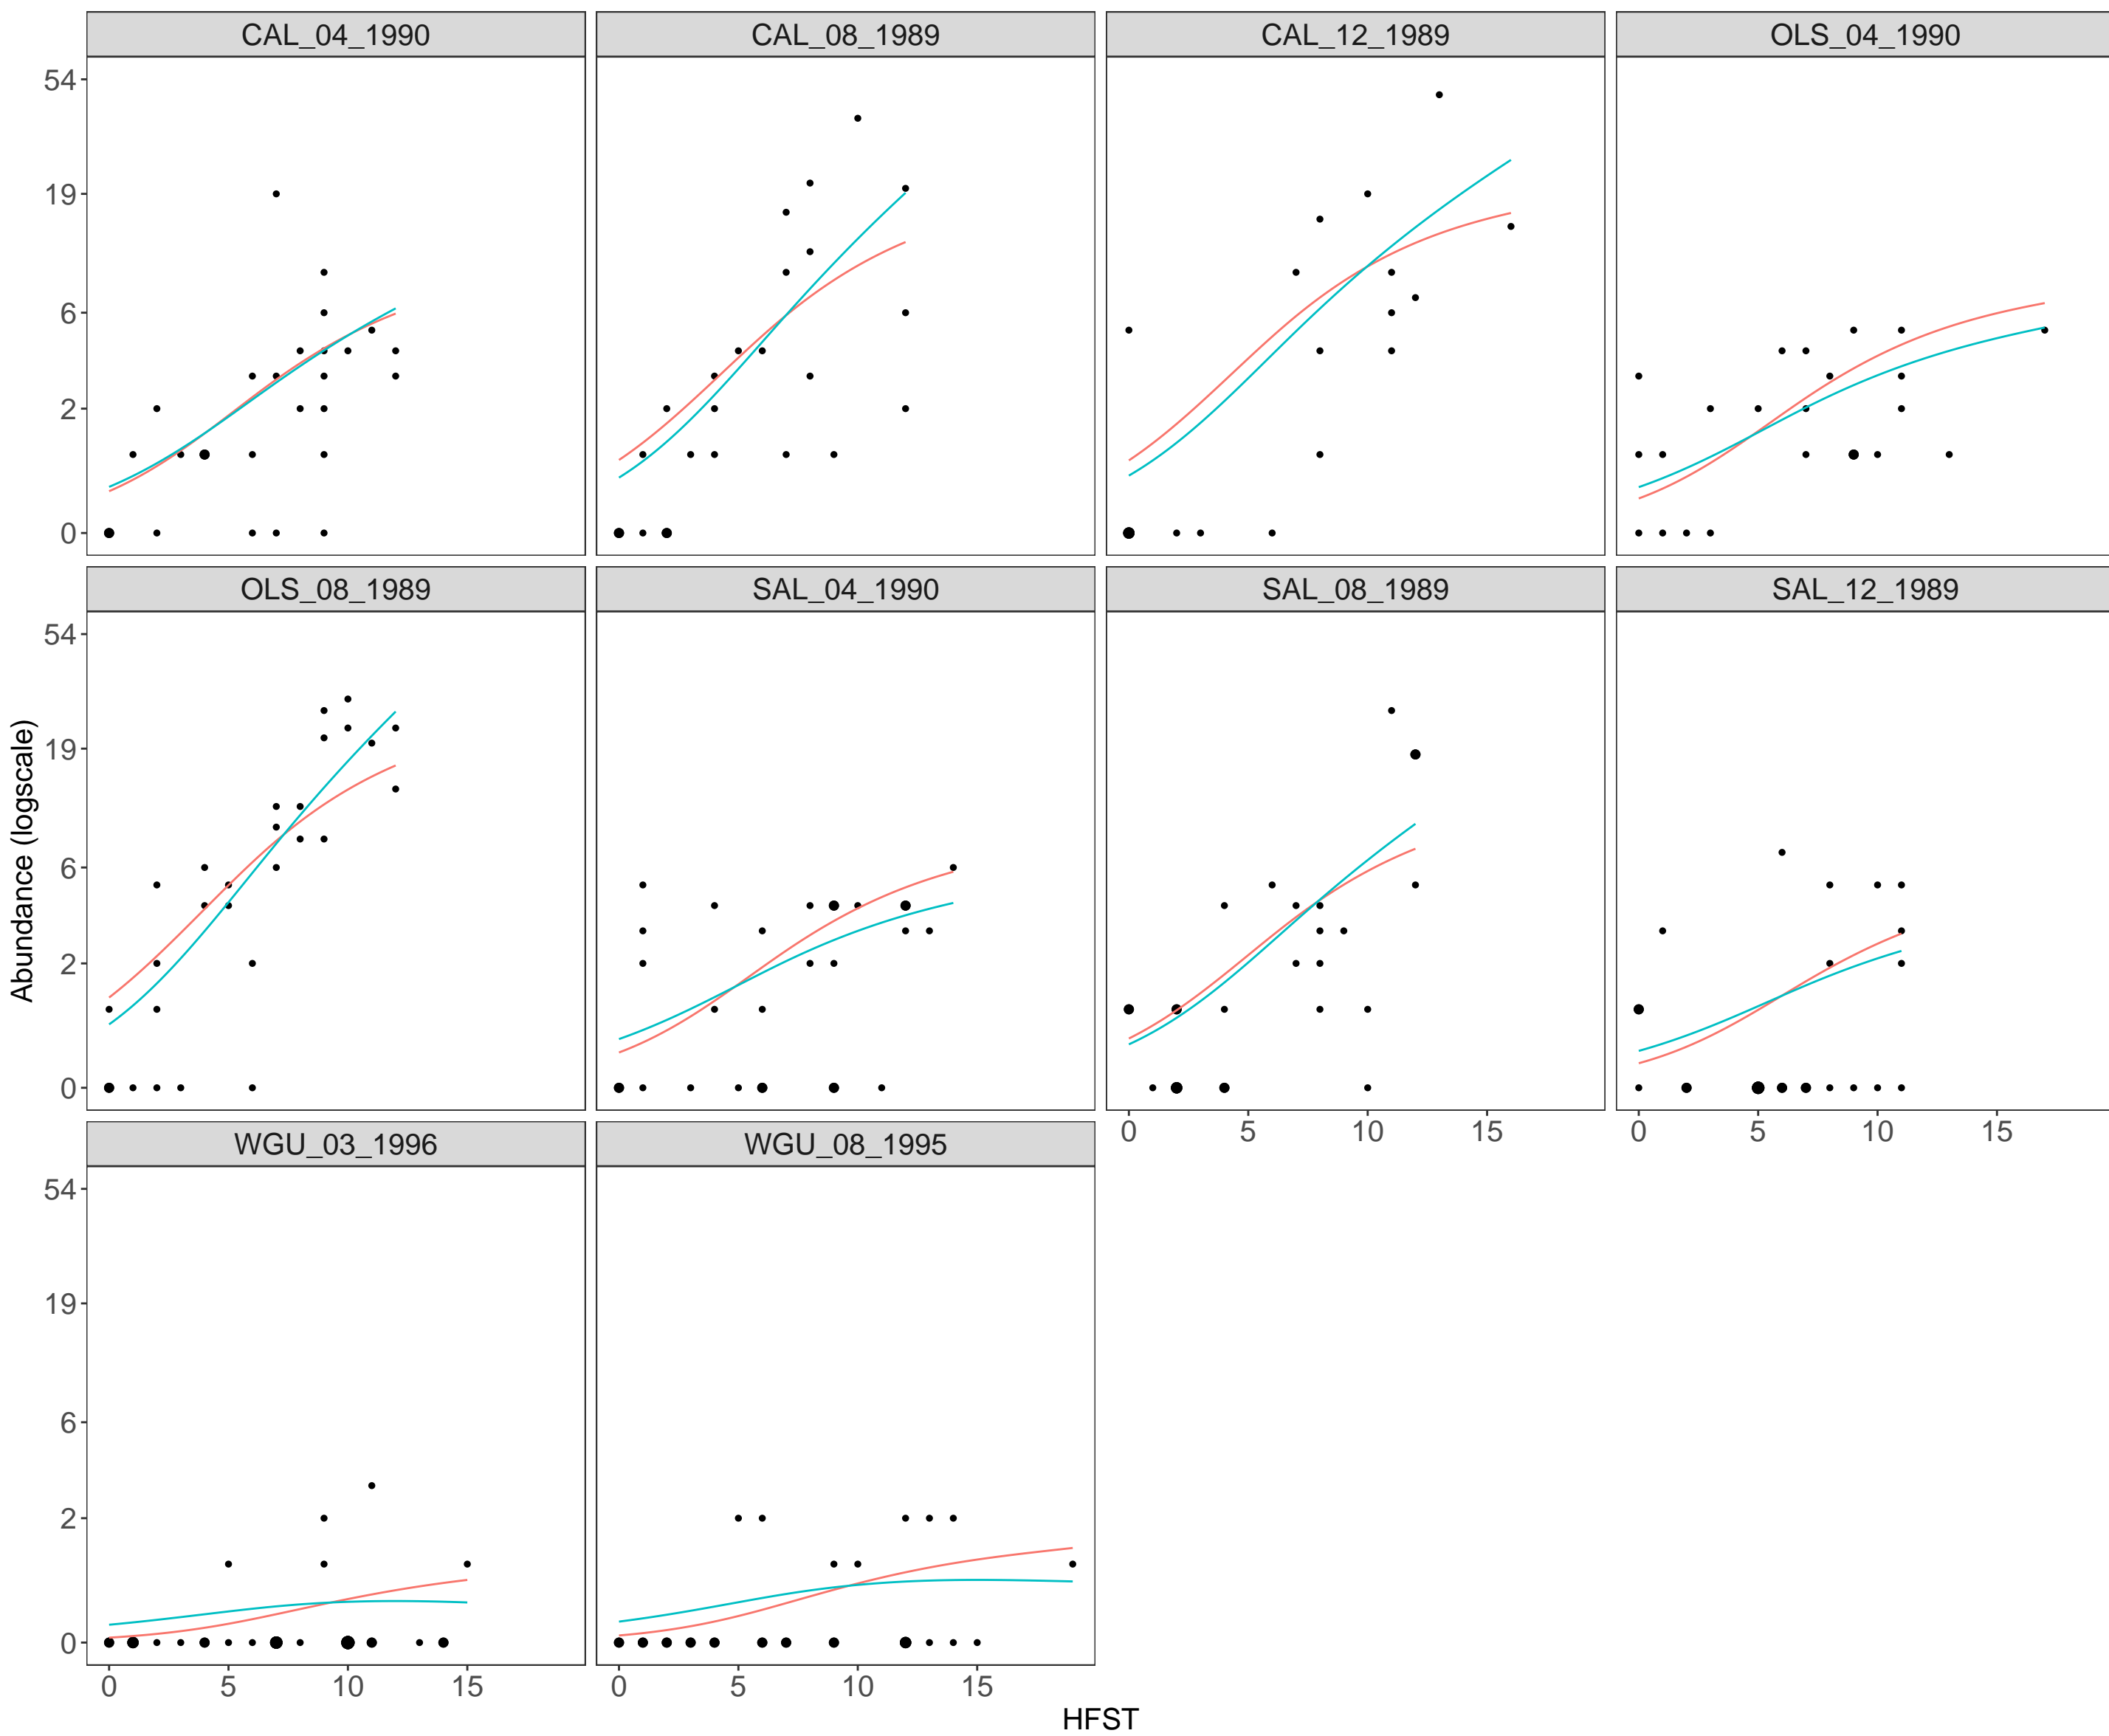 CAL_04_1990 CAL_08_1989 CAL_12_1989 OLS_04_1990
54
19
6
2
0
OLS_08_1989 SAL_04_1990 SAL_08_1989 SAL_12_1989
54
19
6
2
0
0 5 10 15 0 5 10 15
Abundance (logscale)
WGU_03_1996 WGU_08_1995
54
19
6
2
0
0 5 10 15 0 5 10 15
HFST